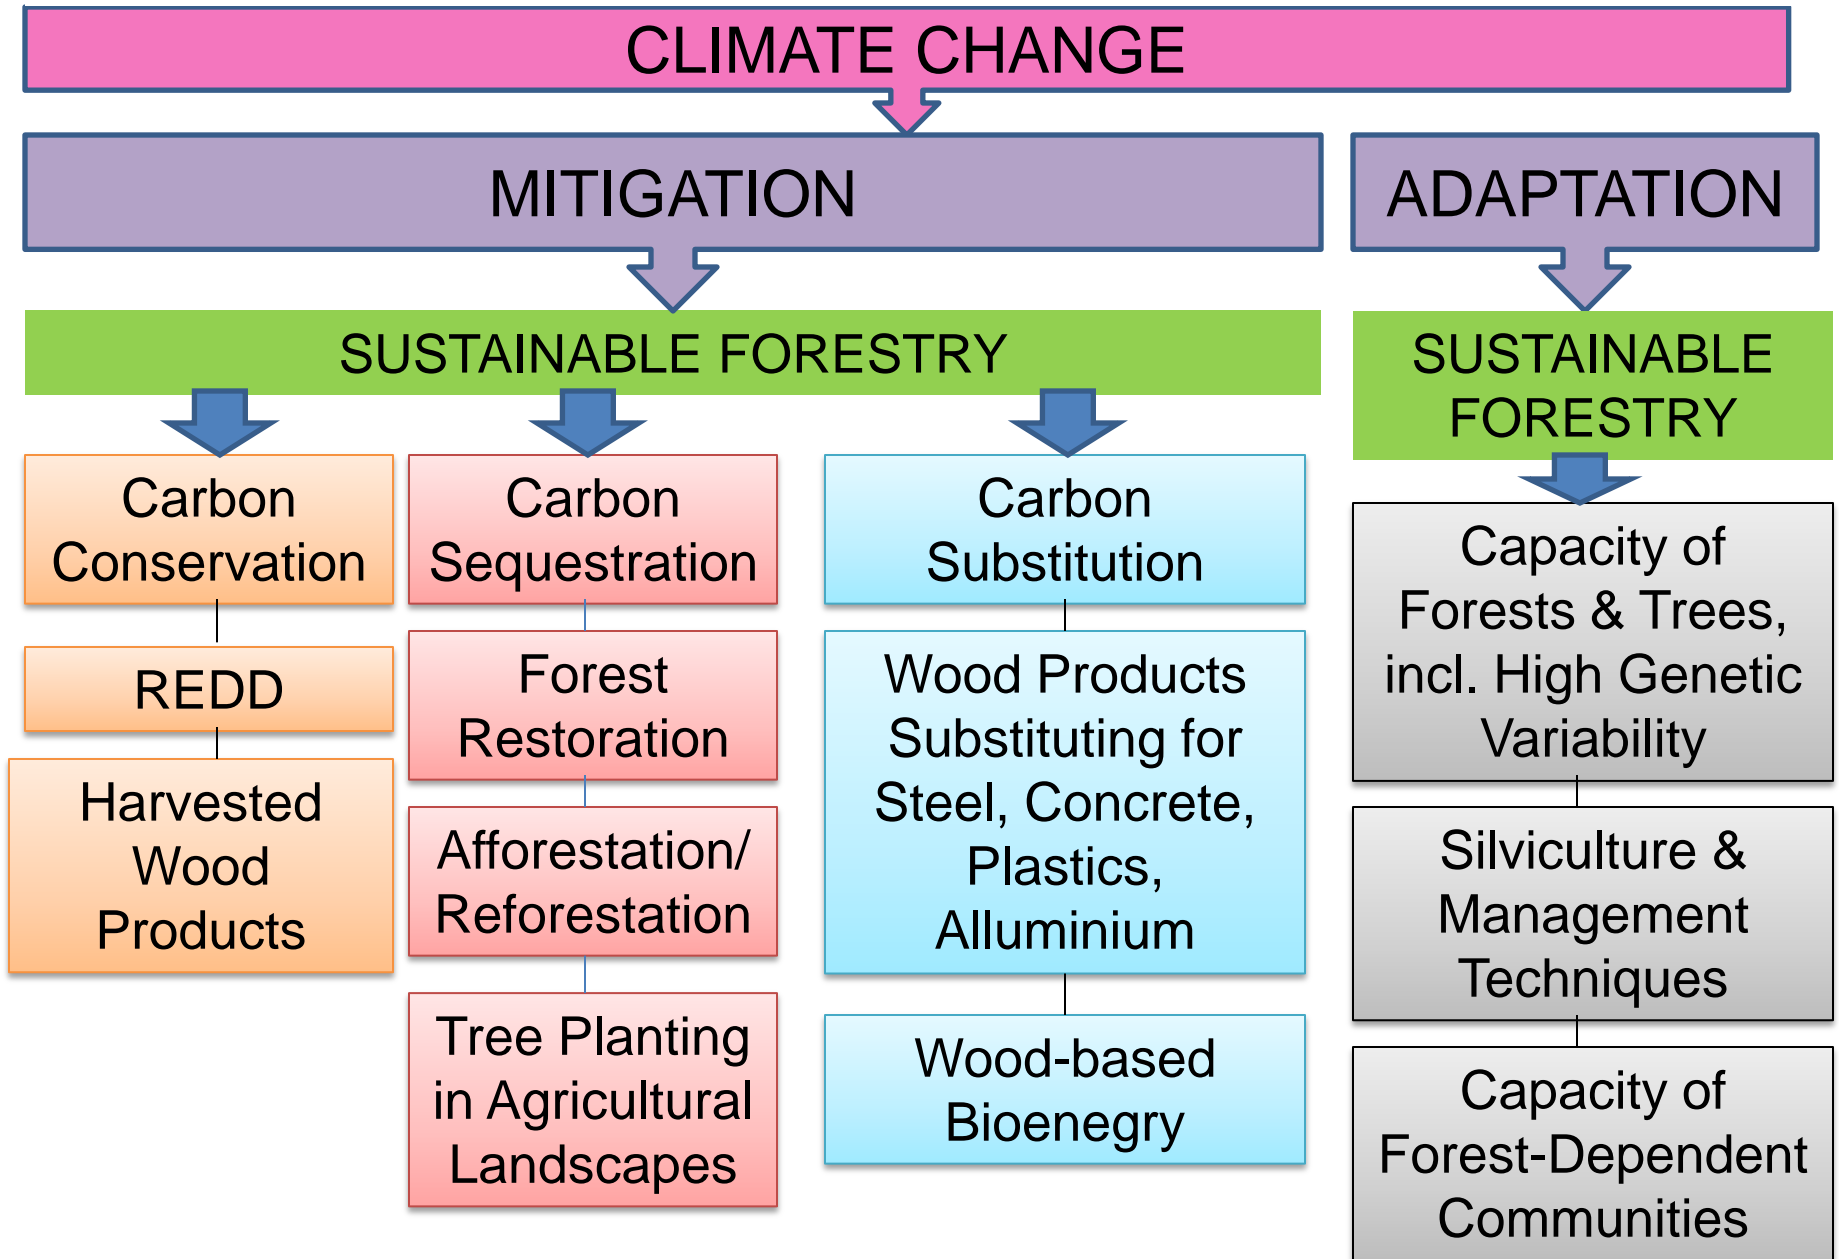 CLIMATE CHANGE
MITIGATION
ADAPTATION
SUSTAINABLE FORESTRY
SUSTAINABLE
FORESTRY
Carbon
Conservation
REDD
Harvested
Wood
Products
Carbon
Sequestration
Forest
Restoration
Afforestation/
Reforestation
Tree Planting
in Agricultural
Landscapes
Carbon
Substitution
Wood Products
Substituting for
Steel, Concrete,
Plastics,
Alluminium
Wood-based
Bioenegry
Capacity of
Forests & Trees,
incl. High Genetic
Variability
Silviculture &
Management
Techniques
Capacity of
Forest-Dependent
Communities